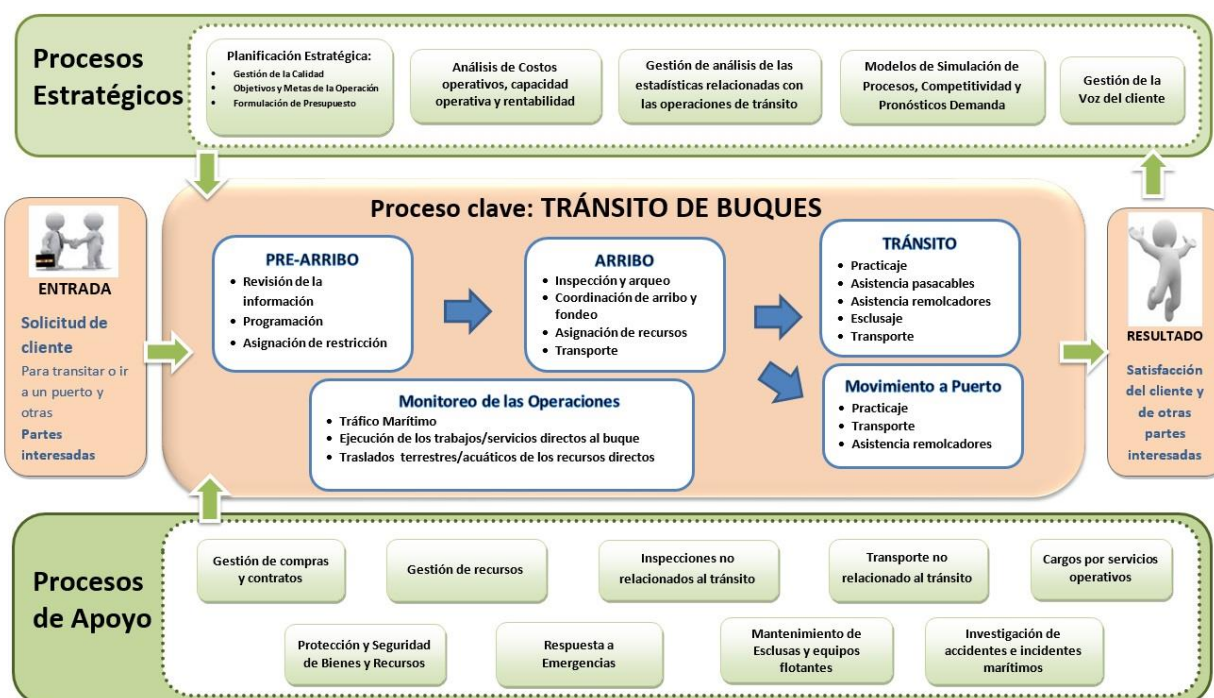 Procesos
Estratégicos
Planificación Estratégica:
• Gestión de la Calidad
• Objetivos y Metas de la Operación
• Formulación de Presupuesto
Análisis de Costos
operativos, capacidad
operativa y rentabilidad
Gestión de análisis de las
estadísticas relacionadas con
las operaciones de tránsito
Modelos de Simulación de
Procesos, Competitividad y
Pronósticos Demanda
Gestión de la
Voz del cliente
ENTRADA
Solicitud de
cliente
Para transitar o ir
a un puerto y
otras
Partes
interesadas
Proceso clave: TRÁNSITO DE BUQUES
PRE-ARRIBO
• Revisión de la
información
• Programación
• Asignación de restricción
ARRIBO
• Inspección y arqueo
• Coordinación de arribo y
fondeo
• Asignación de recursos
• Transporte
TRÁNSITO
• Practicaje
• Asistencia pasacables
• Asistencia remolcadores
• Esclusaje
• Transporte
Monitoreo de las Operaciones
• Tráfico Marítimo
• Ejecución de los trabajos/servicios directos al buque
• Traslados terrestres/acuáticos de los recursos directos
Movimiento a Puerto
• Practicaje
• Transporte
• Asistencia remolcadores
RESULTADO
Satisfacción
del cliente y
de otras
partes
interesadas
Procesos
de Apoyo
Gestión de compras
y contratos
Gestión de recursos
Inspecciones no
relacionados al tránsito
Transporte no
relacionado al tránsito
Cargos por servicios
operativos
Protección y Seguridad
de Bienes y Recursos
Respuesta a
Emergencias
Mantenimiento de
Esclusas y equipos
flotantes
Investigación de
accidentes e incidentes
marítimos